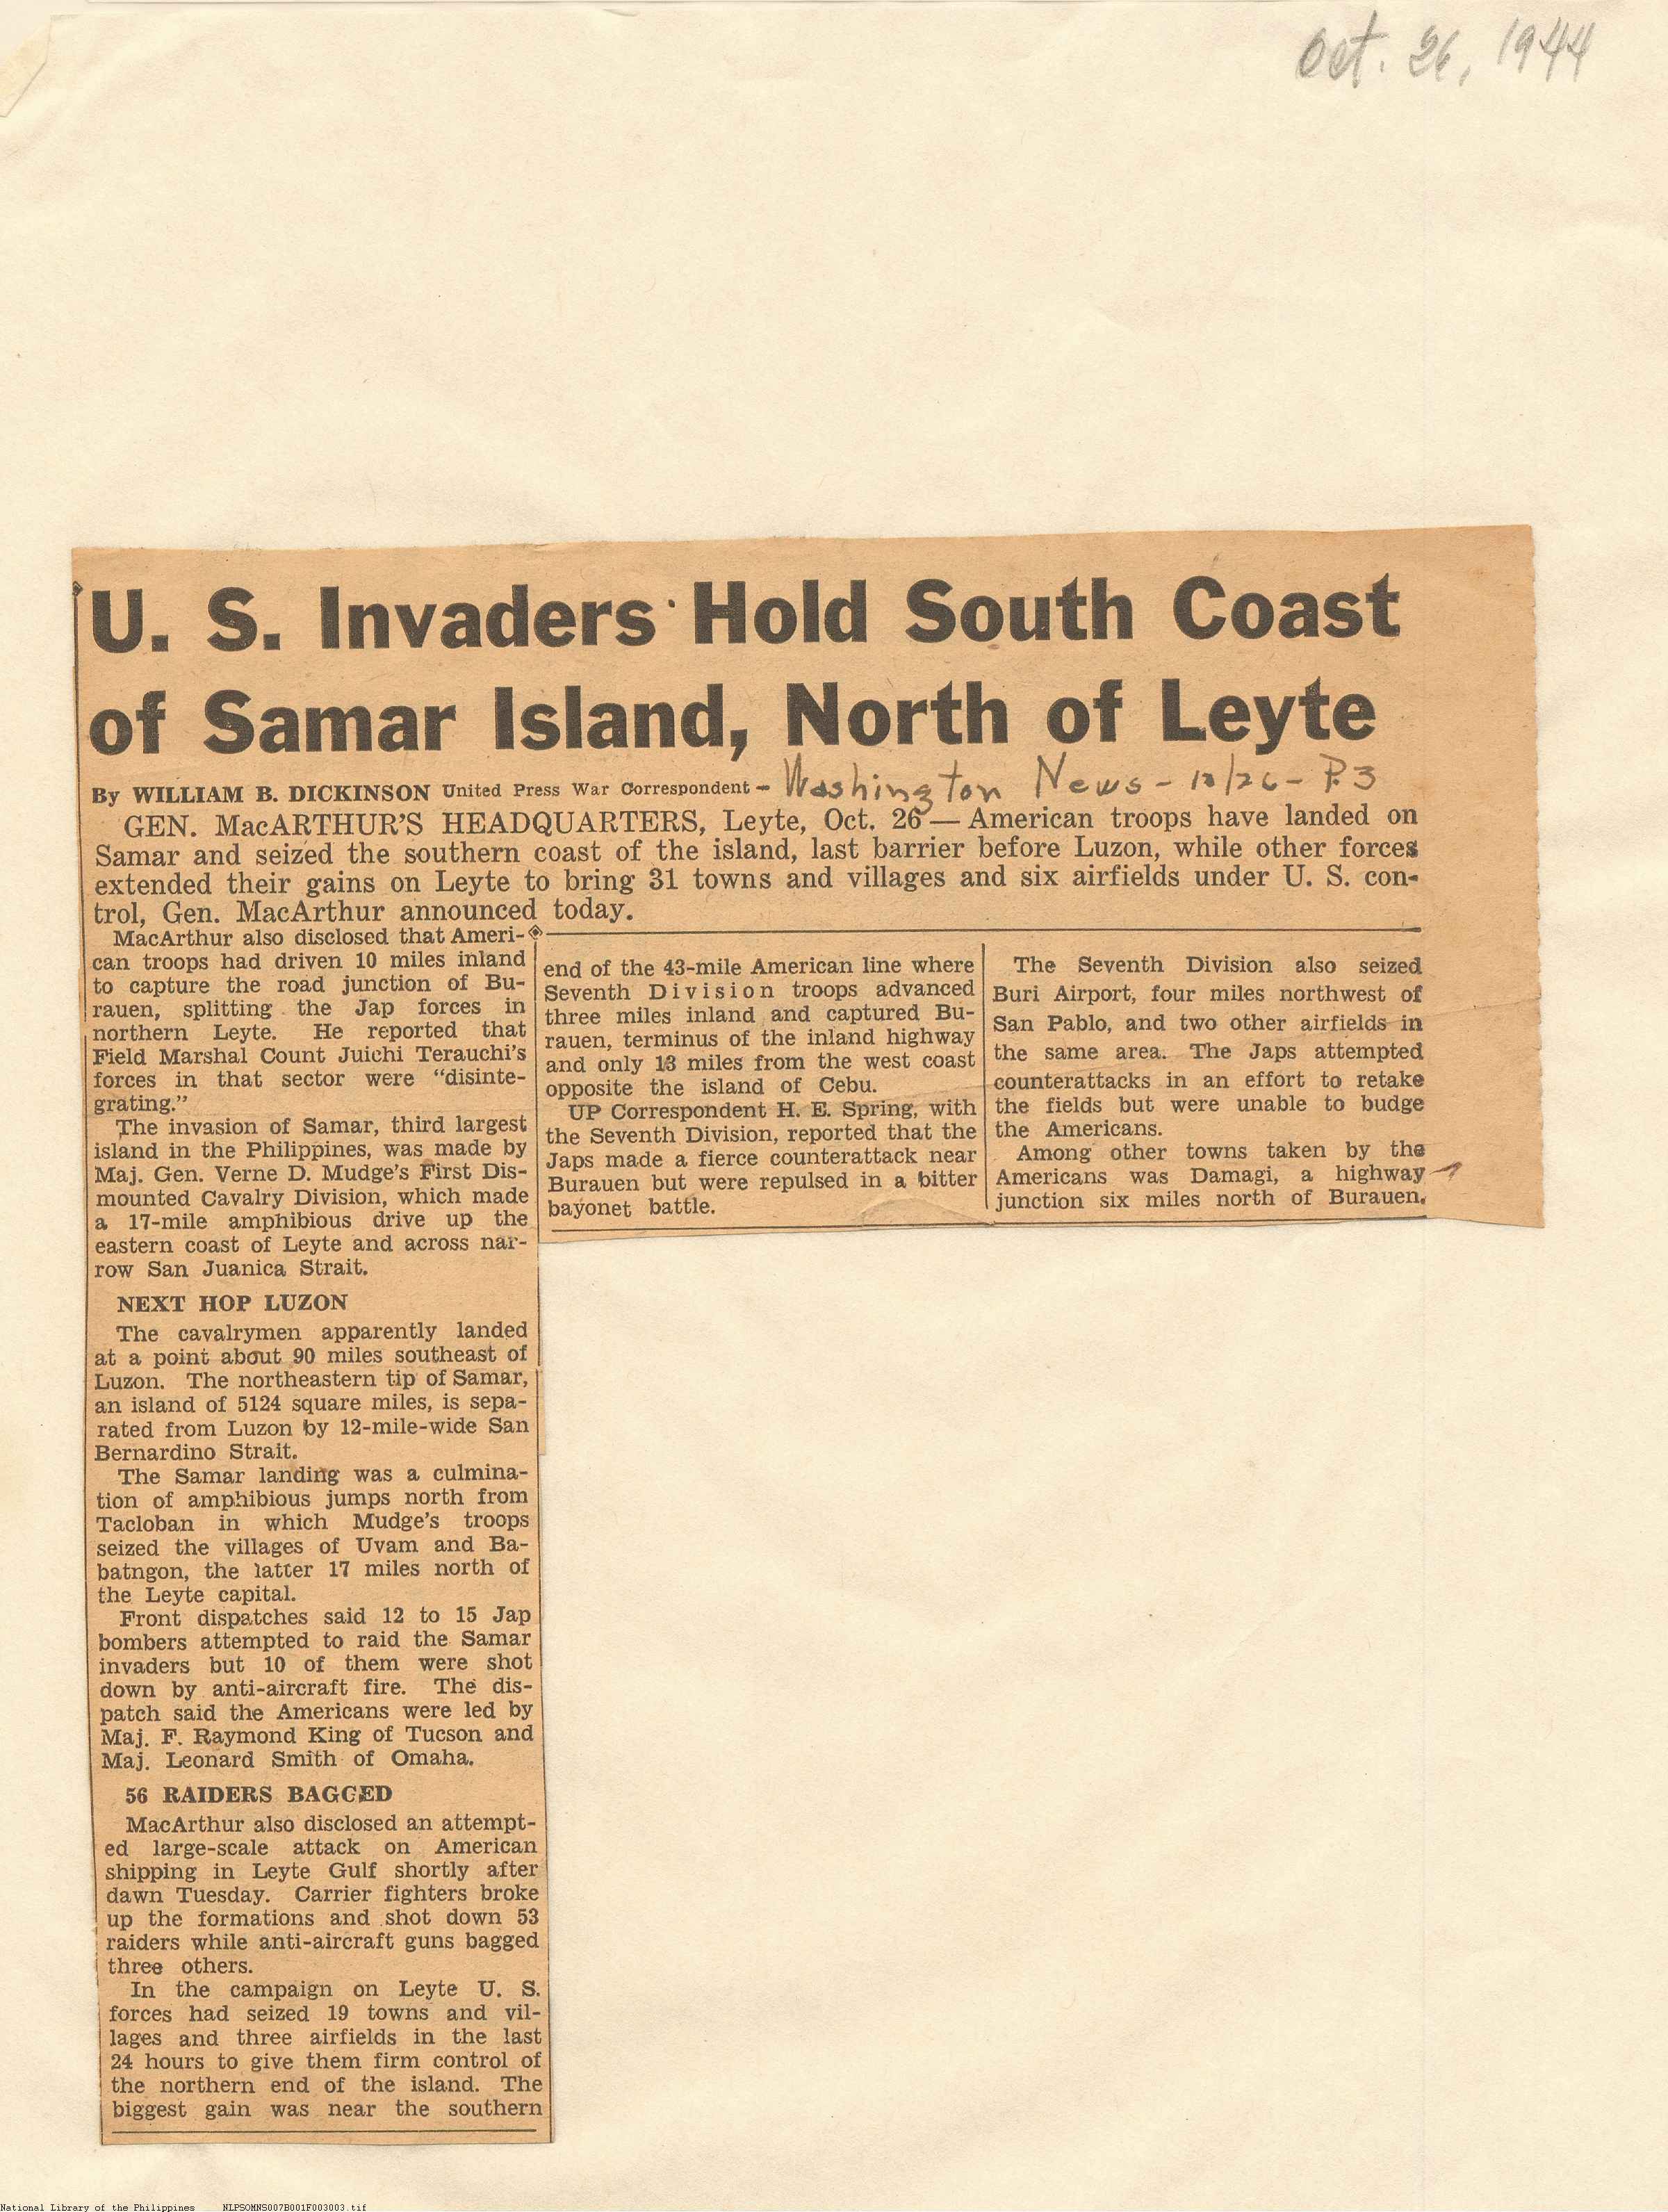 Oct. 26, 1944
U. S. Invaders Hold South Coast
of Samar Island, North of Leyte
By WILLIAM B. DICKINSON United Press War Correspondent – Washington News – 10/26 – P.3
GEN. MacARTHUR'S HEADQUARTERS, Leyte, Oct. 26 — American troops have landed on
Samar and seized the southern coast of the island, last barrier before Luzon, while other forces
extended their gains on Leyte to bring 31 towns and villages and six airfields under U. S. con-
trol, Gen. MacArthur announced today.
MacArthur also disclosed that Ameri-
can troops had driven 10 miles inland
to capture the road junction of Bu-
rauen, splitting the Jap forces in
northern Leyte. He reported that
Field Marshal Count Juichi Terauchi's
forces in that sector were "disinte-
grating."
The invasion of Samar, third largest
island in the Philippines, was made by
Maj. Gen. Verne D. Mudge's First Dis-
mounted Cavalry Division, which made
a 17-mile amphibious drive up the
eastern coast of Leyte and across nar-
row San Juanica Strait.
NEXT HOP LUZON
The cavalrymen apparently landed
at a point about 90 miles southeast of
Luzon. The northeastern tip of Samar,
an island of 5124 square miles, is sepa-
rated from Luzon by 12-mile-wide San
Bernardino Strait.
The Samar landing was a culmina-
tion of amphibious jumps north from
Tacloban in which Mudge's troops
seized the villages of Uvam and Ba-
batngon, the latter 17 miles north of
the Leyte capital.
Front dispatches said 12 to 15 Jap
bombers attempted to raid the Samar
invaders but 10 of them were shot
down by anti-aircraft fire. The dis-
patch said the Americans were led by
Maj. F. Raymond King of Tucson and
Maj. Leonard Smith of Omaha.
56 RAIDERS BAGGED
MacArthur also disclosed an attempt-
ed large-scale attack on American
shipping in Leyte Gulf shortly after
dawn Tuesday. Carrier fighters broke
up the formations and shot down 53
raiders while anti-aircraft guns bagged
three others.
In the campaign on Leyte U. S.
forces had seized 19 towns and vil-
lages and three airfields in the last
24 hours to give them firm control of
the northern end of the island. The
biggest gain was near the southern
end of the 43-mile American line where
Seventh Division troops advanced
three miles inland and captured Bu-
rauen, terminus of the inland highway
and only 13 miles from the west coast
opposite the island of Cebu.
UP Correspondent H. E. Spring, with
the Seventh Division, reported that the
Japs made a fierce counterattack near
Burauen but were repulsed in a bitter
bayonet battle.
The Seventh Division also seized
Buri Airport, four miles northwest of
San Pablo, and two other airfields in
the same area. The Japs attempted
counterattacks in an effort to retake
the fields but were unable to budge
the Americans.
Among other towns taken by the
Americans was Damagi, a highway
junction six miles north of Burauen.
National Library of the Philippines NLPSOMNS007B001F003003.tif